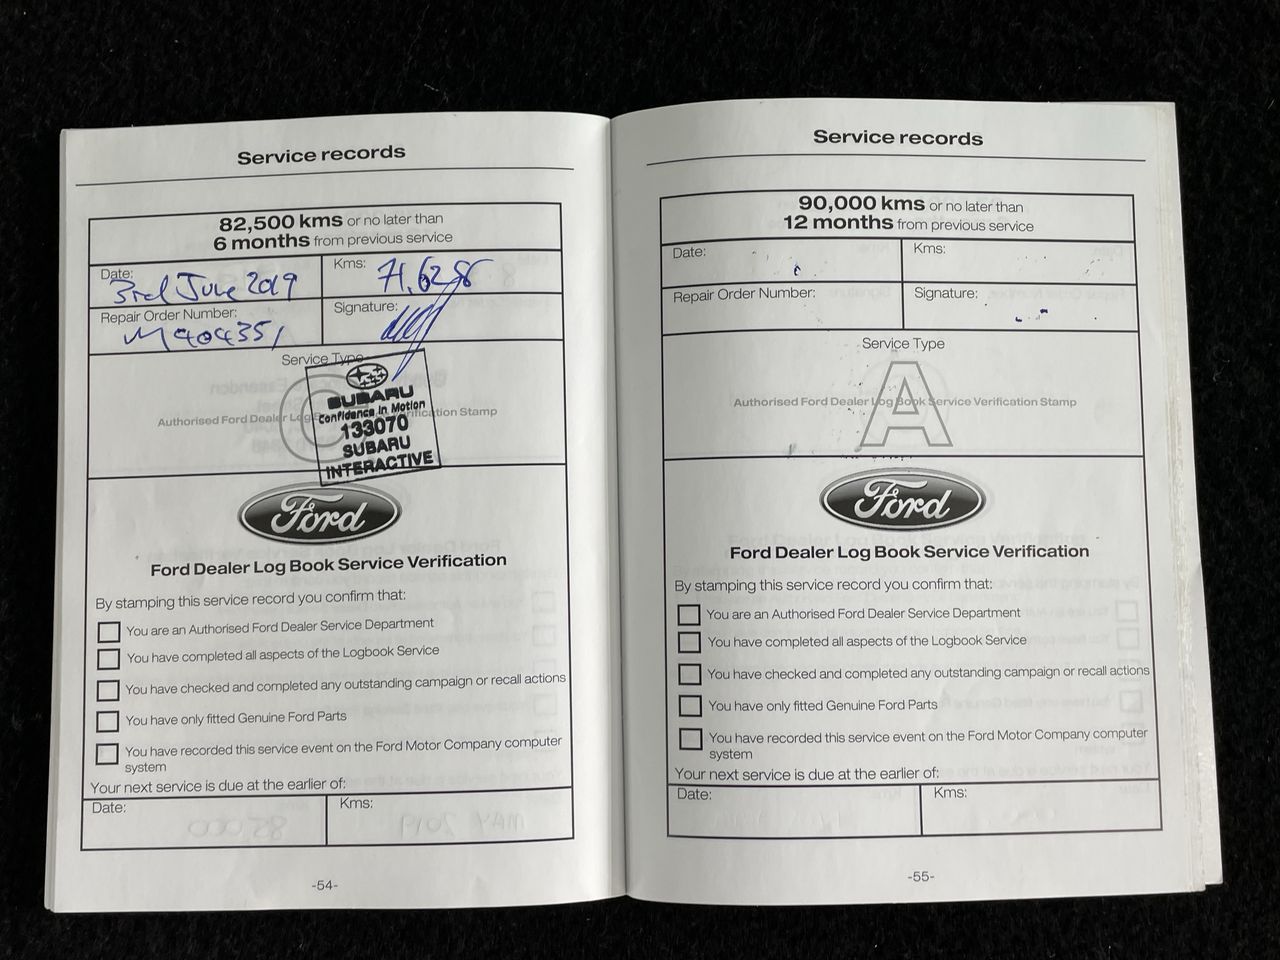 Service records
82,500 kms or no later than
6 months from previous service
Date:
3rd June 2019
Kms:
Repair Order Number:
M404351
Signature:
Service Type
C
Authorised Ford Dealer Log Book Service Verification Stamp
SUBARU
Confidence in Motion
133070
SUBARU
INTERACTIVE
Ford
Ford Dealer Log Book Service Verification
By stamping this service record you confirm that:
You are an Authorised Ford Dealer Service Department
You have completed all aspects of the Logbook Service
You have checked and completed any outstanding campaign or recall actions
You have only fitted Genuine Ford Parts
You have recorded this service event on the Ford Motor Company computer
system
Your next service is due at the earlier of:
Date:
Kms:
-54-
Service records
90,000 kms or no later than
12 months from previous service
Date:
Kms:
Repair Order Number:
Signature:
Service Type
A
Authorised Ford Dealer Log Book Service Verification Stamp
Ford
Ford Dealer Log Book Service Verification
By stamping this service record you confirm that:
You are an Authorised Ford Dealer Service Department
You have completed all aspects of the Logbook Service
You have checked and completed any outstanding campaign or recall actions
You have only fitted Genuine Ford Parts
You have recorded this service event on the Ford Motor Company computer
system
Your next service is due at the earlier of:
Date:
Kms:
-55-